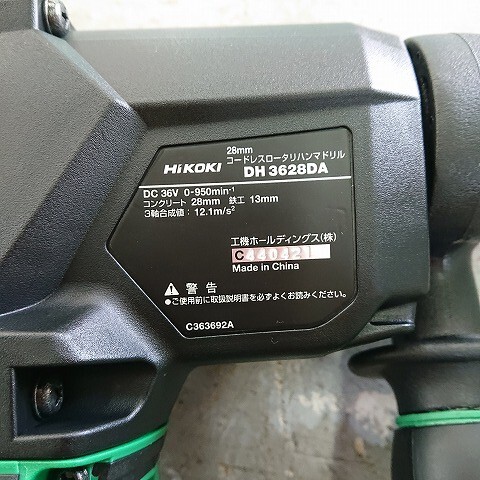 28mm
コードレスロータリハンマドリル
HiKOKI DH 3628DA
DC 36V 0-950min⁻¹
コンクリート 28mm 鉄工 13mm
3軸合成値: 12.1m/s²
工機ホールディングス(株)
C440421
Made in China
⚠ 警告
●ご使用前に取扱説明書を必ずよくお読みください。
C363692A